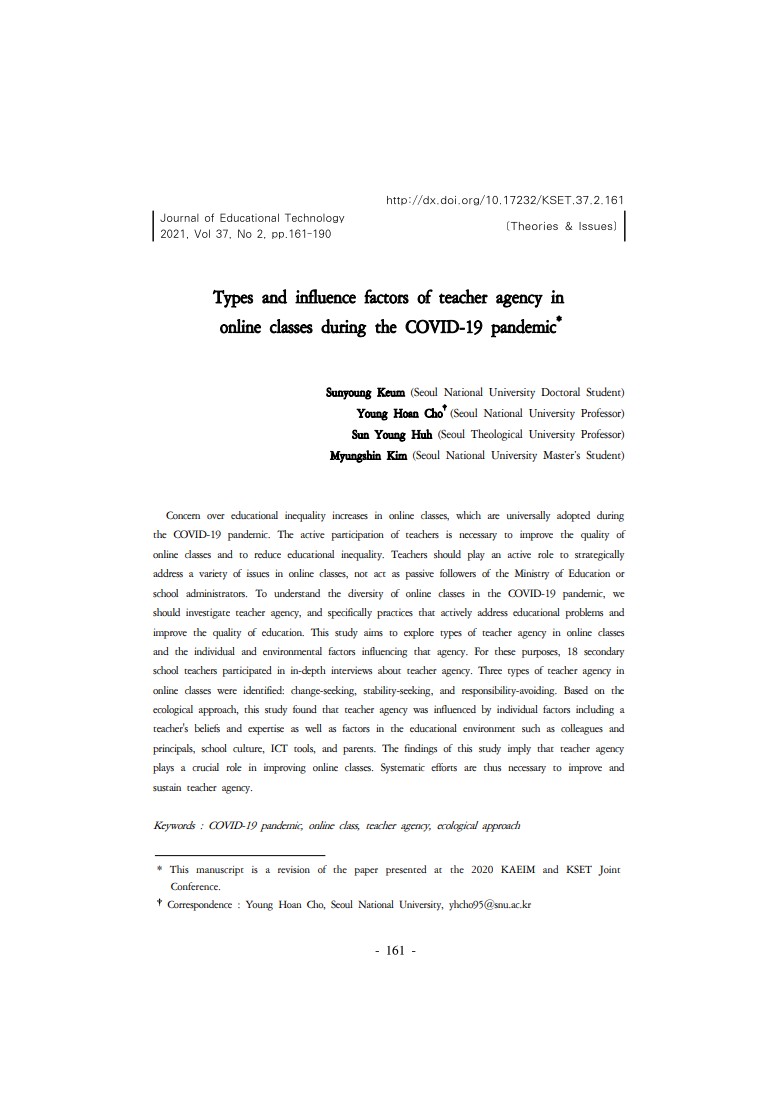 http://dx.doi.org/10.17232/KSET.37.2.161
Journal of Educational Technology
2021, Vol 37, No 2, pp.161-190
(Theories & Issues)
Types and influence factors of teacher agency in
online classes during the COVID-19 pandemic*
Sunyoung Keum (Seoul National University Doctoral Student)
Young Hoan Cho† (Seoul National University Professor)
Sun Young Huh (Seoul Theological University Professor)
Myungshin Kim (Seoul National University Master's Student)
Concern over educational inequality increases in online classes, which are universally adopted during
the COVID-19 pandemic. The active participation of teachers is necessary to improve the quality of
online classes and to reduce educational inequality. Teachers should play an active role to strategically
address a variety of issues in online classes, not act as passive followers of the Ministry of Education or
school administrators. To understand the diversity of online classes in the COVID-19 pandemic, we
should investigate teacher agency, and specifically practices that actively address educational problems and
improve the quality of education. This study aims to explore types of teacher agency in online classes
and the individual and environmental factors influencing that agency. For these purposes, 18 secondary
school teachers participated in in-depth interviews about teacher agency. Three types of teacher agency in
online classes were identified: change-seeking, stability-seeking, and responsibility-avoiding. Based on the
ecological approach, this study found that teacher agency was influenced by individual factors including a
teacher's beliefs and expertise as well as factors in the educational environment such as colleagues and
principals, school culture, ICT tools, and parents. The findings of this study imply that teacher agency
plays a crucial role in improving online classes. Systematic efforts are thus necessary to improve and
sustain teacher agency.
Keywords : COVID-19 pandemic, online class, teacher agency, ecological approach
* This manuscript is a revision of the paper presented at the 2020 KAEIM and KSET Joint
Conference.
† Correspondence : Young Hoan Cho, Seoul National University, yhcho95@snu.ac.kr
- 161 -